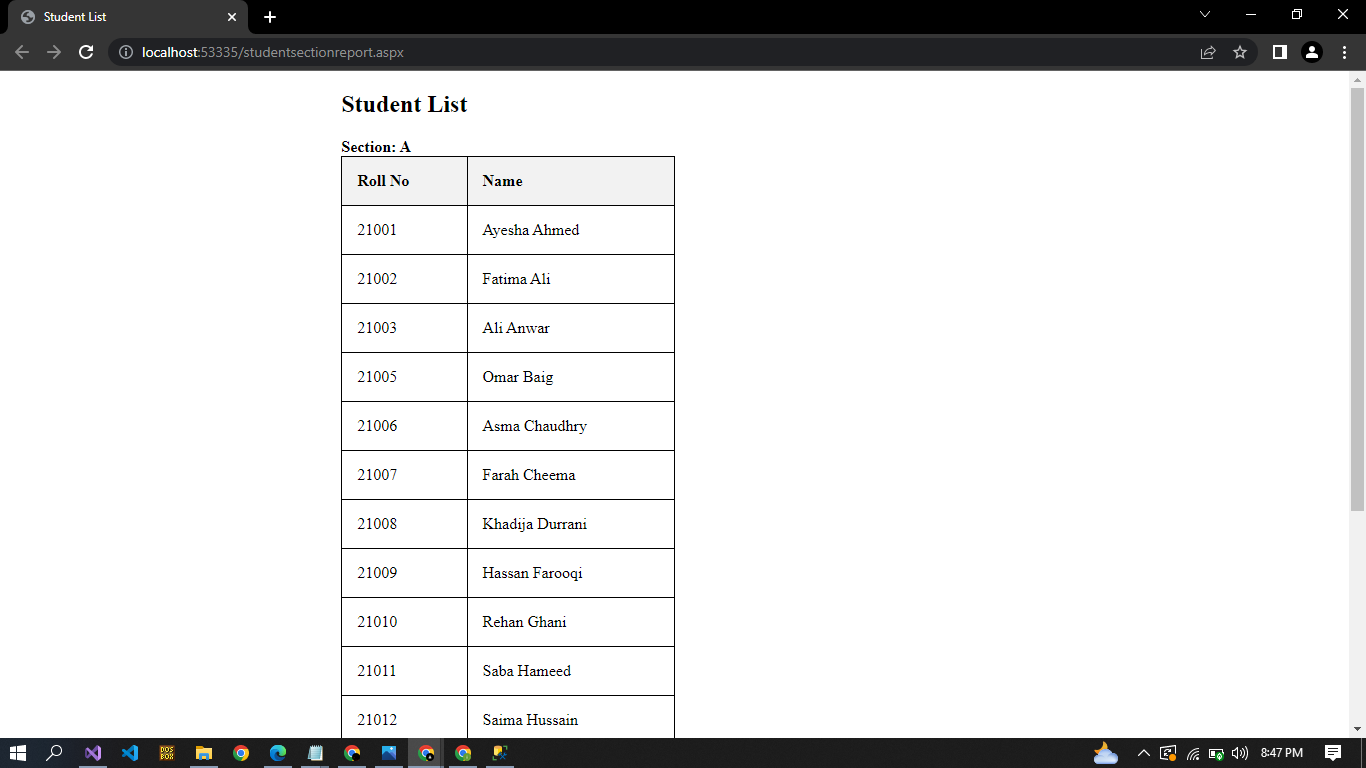 Student List
localhost:53335/studentsectionreport.aspx
Student List
Section: A
Roll No Name
21001 Ayesha Ahmed
21002 Fatima Ali
21003 Ali Anwar
21005 Omar Baig
21006 Asma Chaudhry
21007 Farah Cheema
21008 Khadija Durrani
21009 Hassan Farooqi
21010 Rehan Ghani
21011 Saba Hameed
21012 Saima Hussain
DOS BOX
8:47 PM